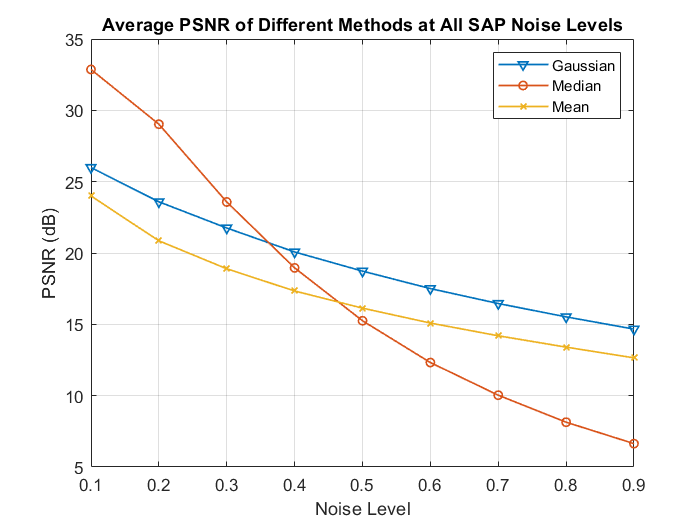 Average PSNR of Different Methods at All SAP Noise Levels
35
30
25
20
15
10
5
PSNR (dB)
Gaussian
Median
Mean
0.1 0.2 0.3 0.4 0.5 0.6 0.7 0.8 0.9
Noise Level